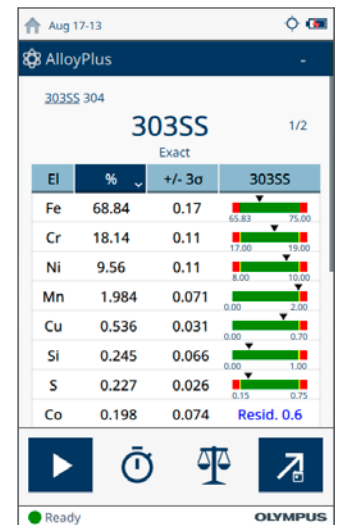 Aug 17-13
AlloyPlus -
303SS 304
303SS 1/2
Exact
El % +/- 3σ 303SS
Fe 68.84 0.17 65.83 75.00
Cr 18.14 0.11 17.00 19.00
Ni 9.56 0.11 8.00 10.00
Mn 1.984 0.071 0.00 2.00
Cu 0.536 0.031 0.00 0.70
Si 0.245 0.066 0.00 1.00
S 0.227 0.026 0.15 0.75
Co 0.198 0.074 Resid. 0.6
Ready OLYMPUS